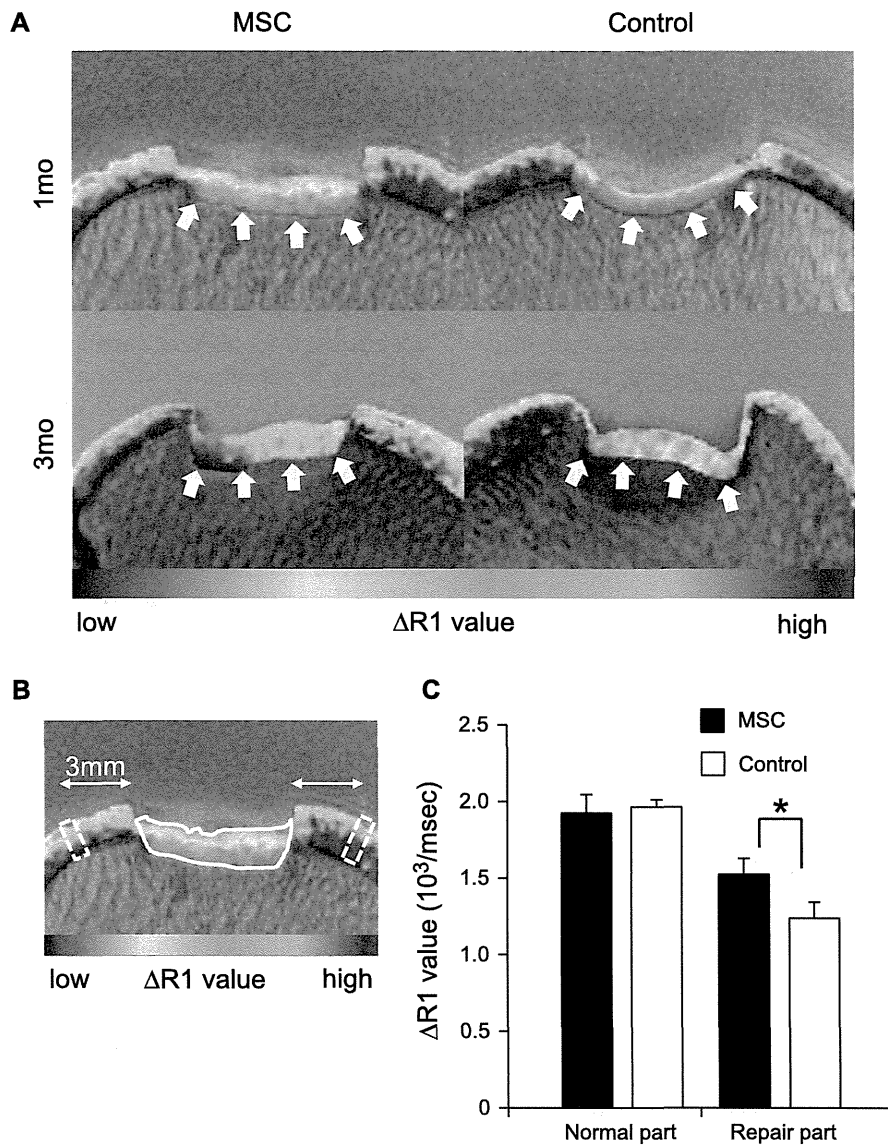 A
MSC Control
1mo
3mo
low ΔR1 value high
B
3mm
low ΔR1 value high
C
MSC
Control
*
ΔR1 value (10³/msec)
2.5
2.0
1.5
1.0
0.5
0
Normal part Repair part